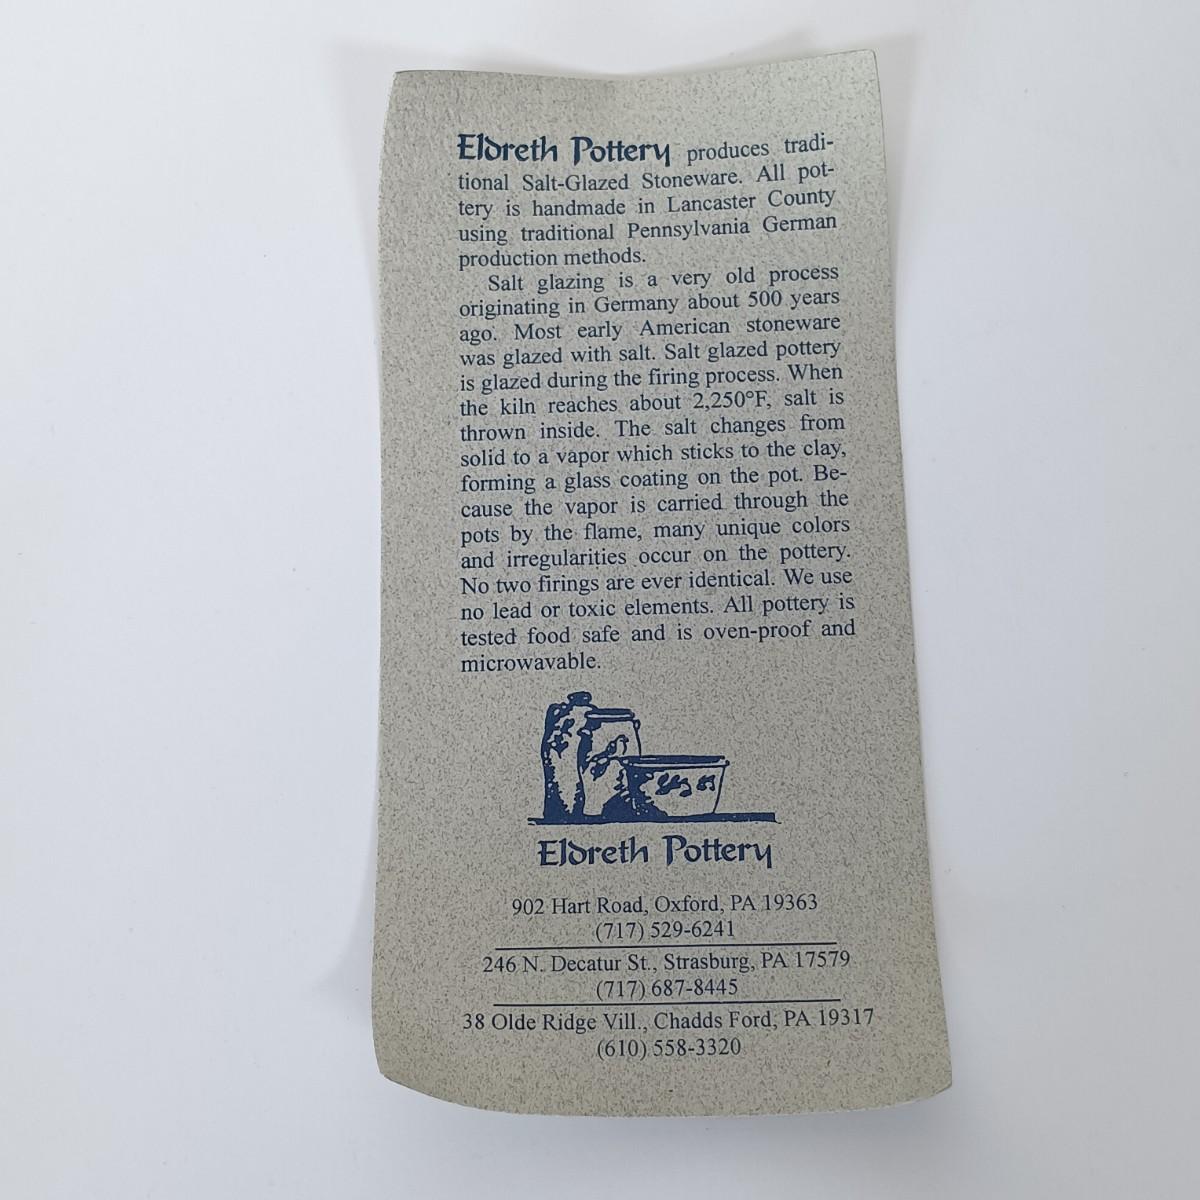 Eldreth Pottery produces tradi-
tional Salt-Glazed Stoneware. All pot-
tery is handmade in Lancaster County
using traditional Pennsylvania German
production methods.
Salt glazing is a very old process
originating in Germany about 500 years
ago. Most early American stoneware
was glazed with salt. Salt glazed pottery
is glazed during the firing process. When
the kiln reaches about 2,250°F, salt is
thrown inside. The salt changes from
solid to a vapor which sticks to the clay,
forming a glass coating on the pot. Be-
cause the vapor is carried through the
pots by the flame, many unique colors
and irregularities occur on the pottery.
No two firings are ever identical. We use
no lead or toxic elements. All pottery is
tested food safe and is oven-proof and
microwavable.
Eldreth Pottery
902 Hart Road, Oxford, PA 19363
(717) 529-6241
246 N. Decatur St., Strasburg, PA 17579
(717) 687-8445
38 Olde Ridge Vill., Chadds Ford, PA 19317
(610) 558-3320